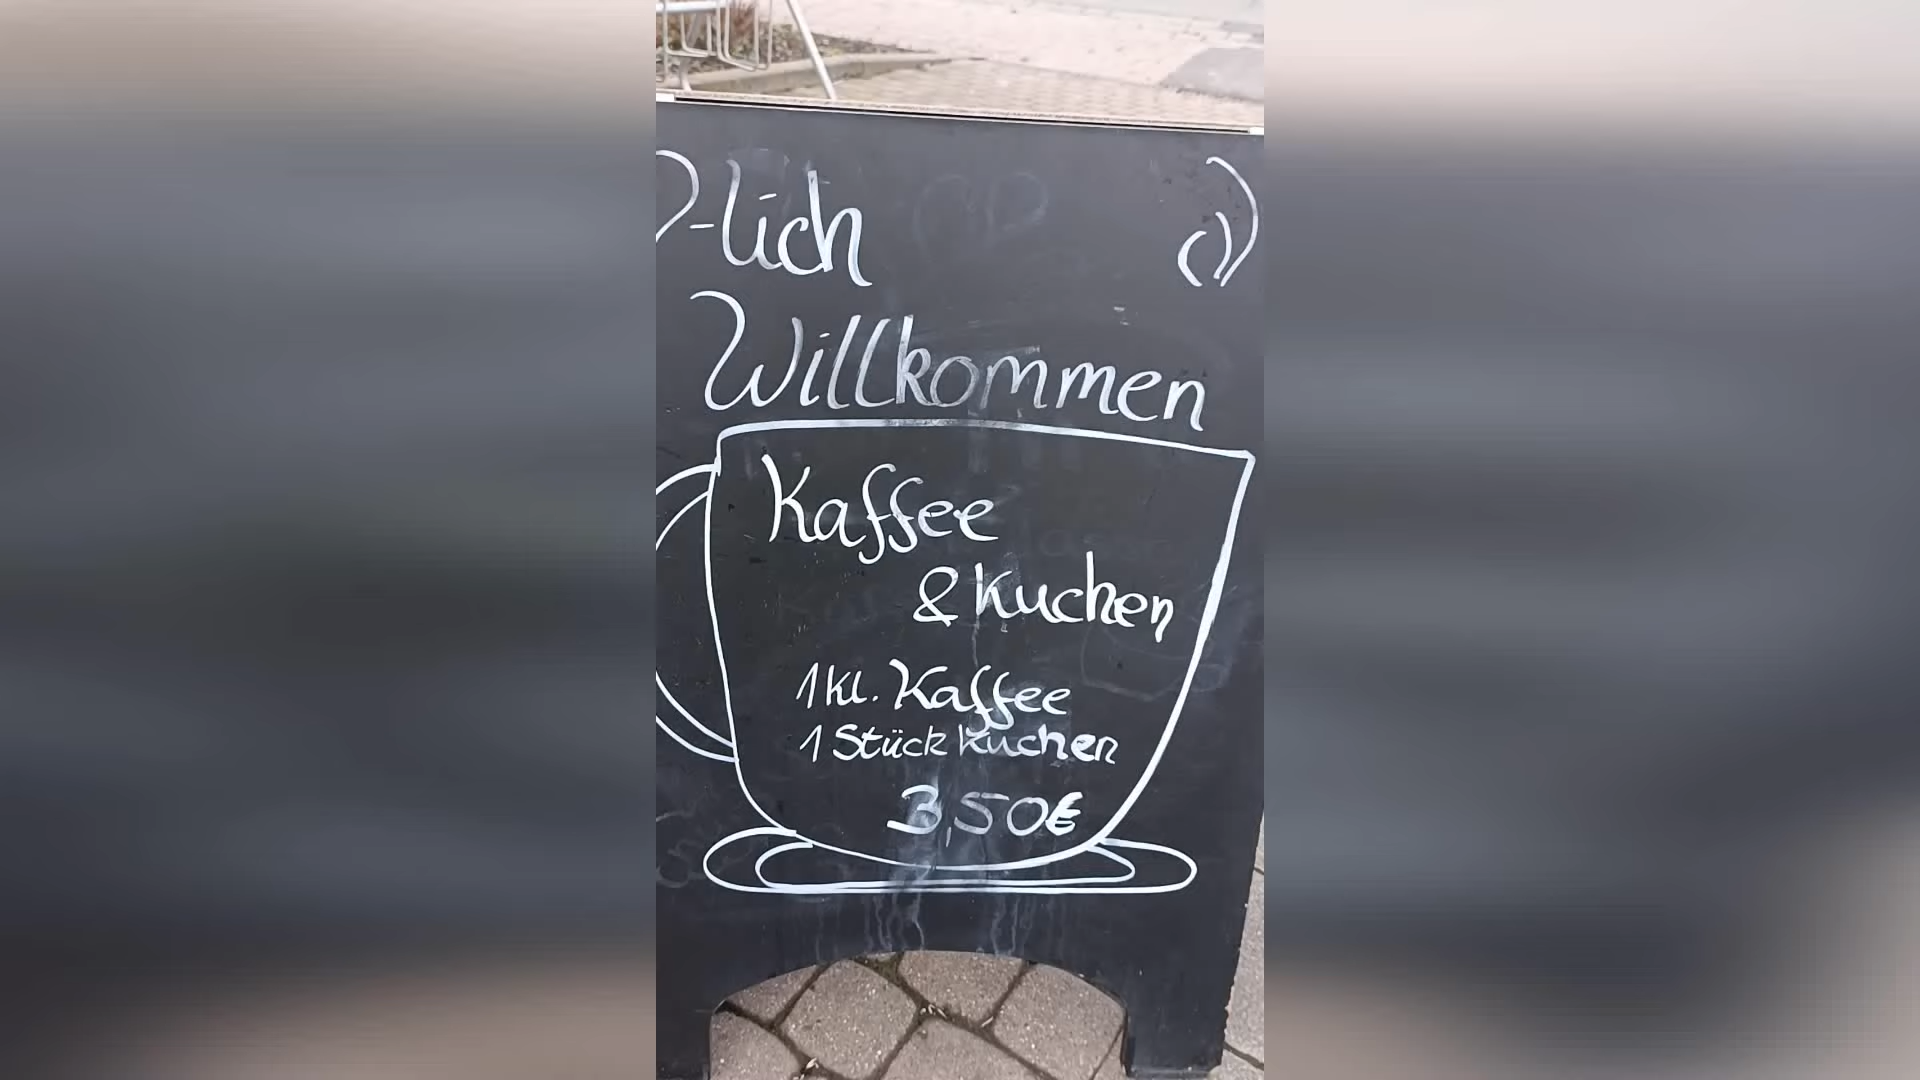 -lich
Willkommen
Kaffee
& Kuchen
1 Kl. Kaffee
1 Stück Kuchen
3,50€